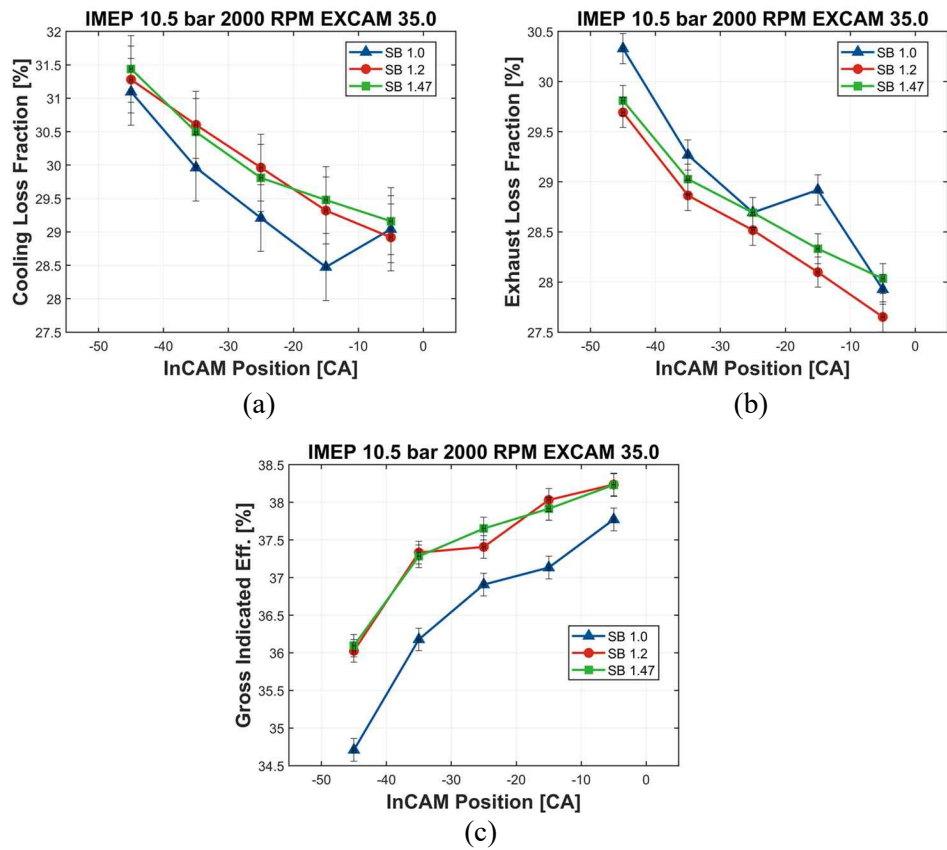 IMEP 10.5 bar 2000 RPM EXCAM 35.0
Cooling Loss Fraction [%]
32
31.5
31
30.5
30
29.5
29
28.5
28
27.5
SB 1.0
SB 1.2
SB 1.47
-50 -40 -30 -20 -10 0
InCAM Position [CA]
(a)
IMEP 10.5 bar 2000 RPM EXCAM 35.0
Exhaust Loss Fraction [%]
30.5
30
29.5
29
28.5
28
27.5
SB 1.0
SB 1.2
SB 1.47
-50 -40 -30 -20 -10 0
InCAM Position [CA]
(b)
IMEP 10.5 bar 2000 RPM EXCAM 35.0
Gross Indicated Eff. [%]
38.5
38
37.5
37
36.5
36
35.5
35
34.5
SB 1.0
SB 1.2
SB 1.47
-50 -40 -30 -20 -10 0
InCAM Position [CA]
(c)